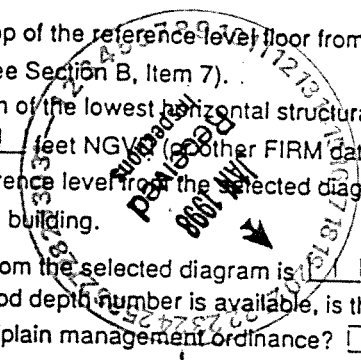 op of the reference level floor from
ee Section B, Item 7).
n of the lowest horizontal structura
feet NGVD (or other FIRM dat
rence level from the selected diag
building.
om the selected diagram is
od depth number is available, is th
plain management ordinance?
Received
Inspections
JAN 1998